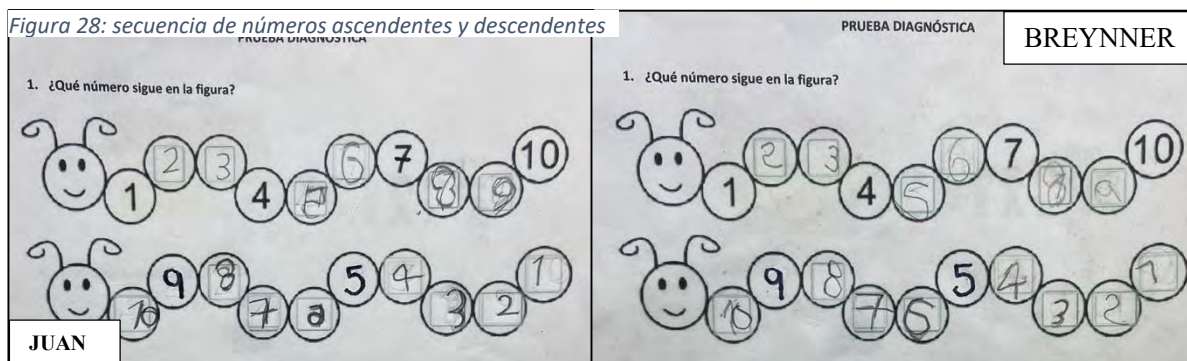 Figura 28: secuencia de números ascendentes y descendentes
PRUEBA DIAGNÓSTICA
1. ¿Qué número sigue en la figura?
1 2 3 4 5 6 7 8 9 10
10 9 8 7 5 4 3 2 1
JUAN
PRUEBA DIAGNÓSTICA
BREYNNER
1. ¿Qué número sigue en la figura?
1 2 3 4 5 6 7 8 9 10
10 9 8 7 6 5 4 3 2 1